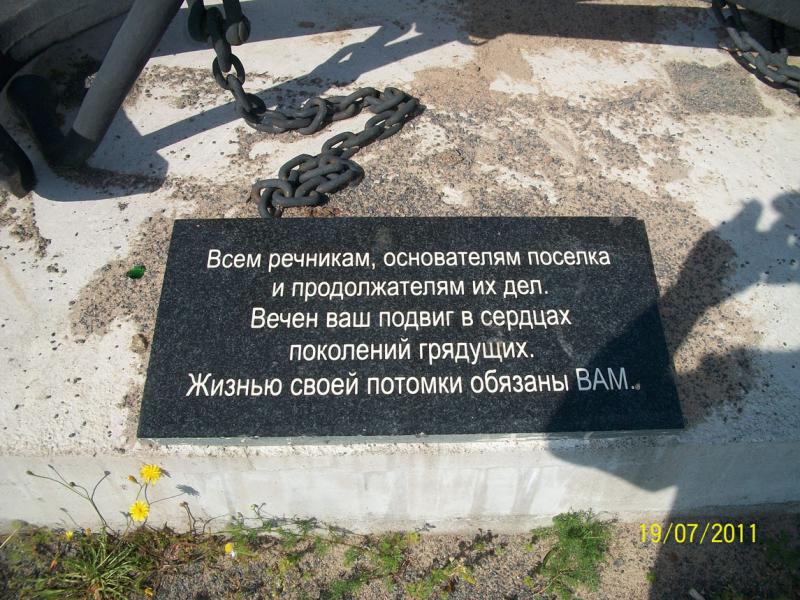 Всем речникам, основателям поселка
и продолжателям их дел.
Вечен ваш подвиг в сердцах
поколений грядущих.
Жизнью своей потомки обязаны ВАМ.
19/07/2011